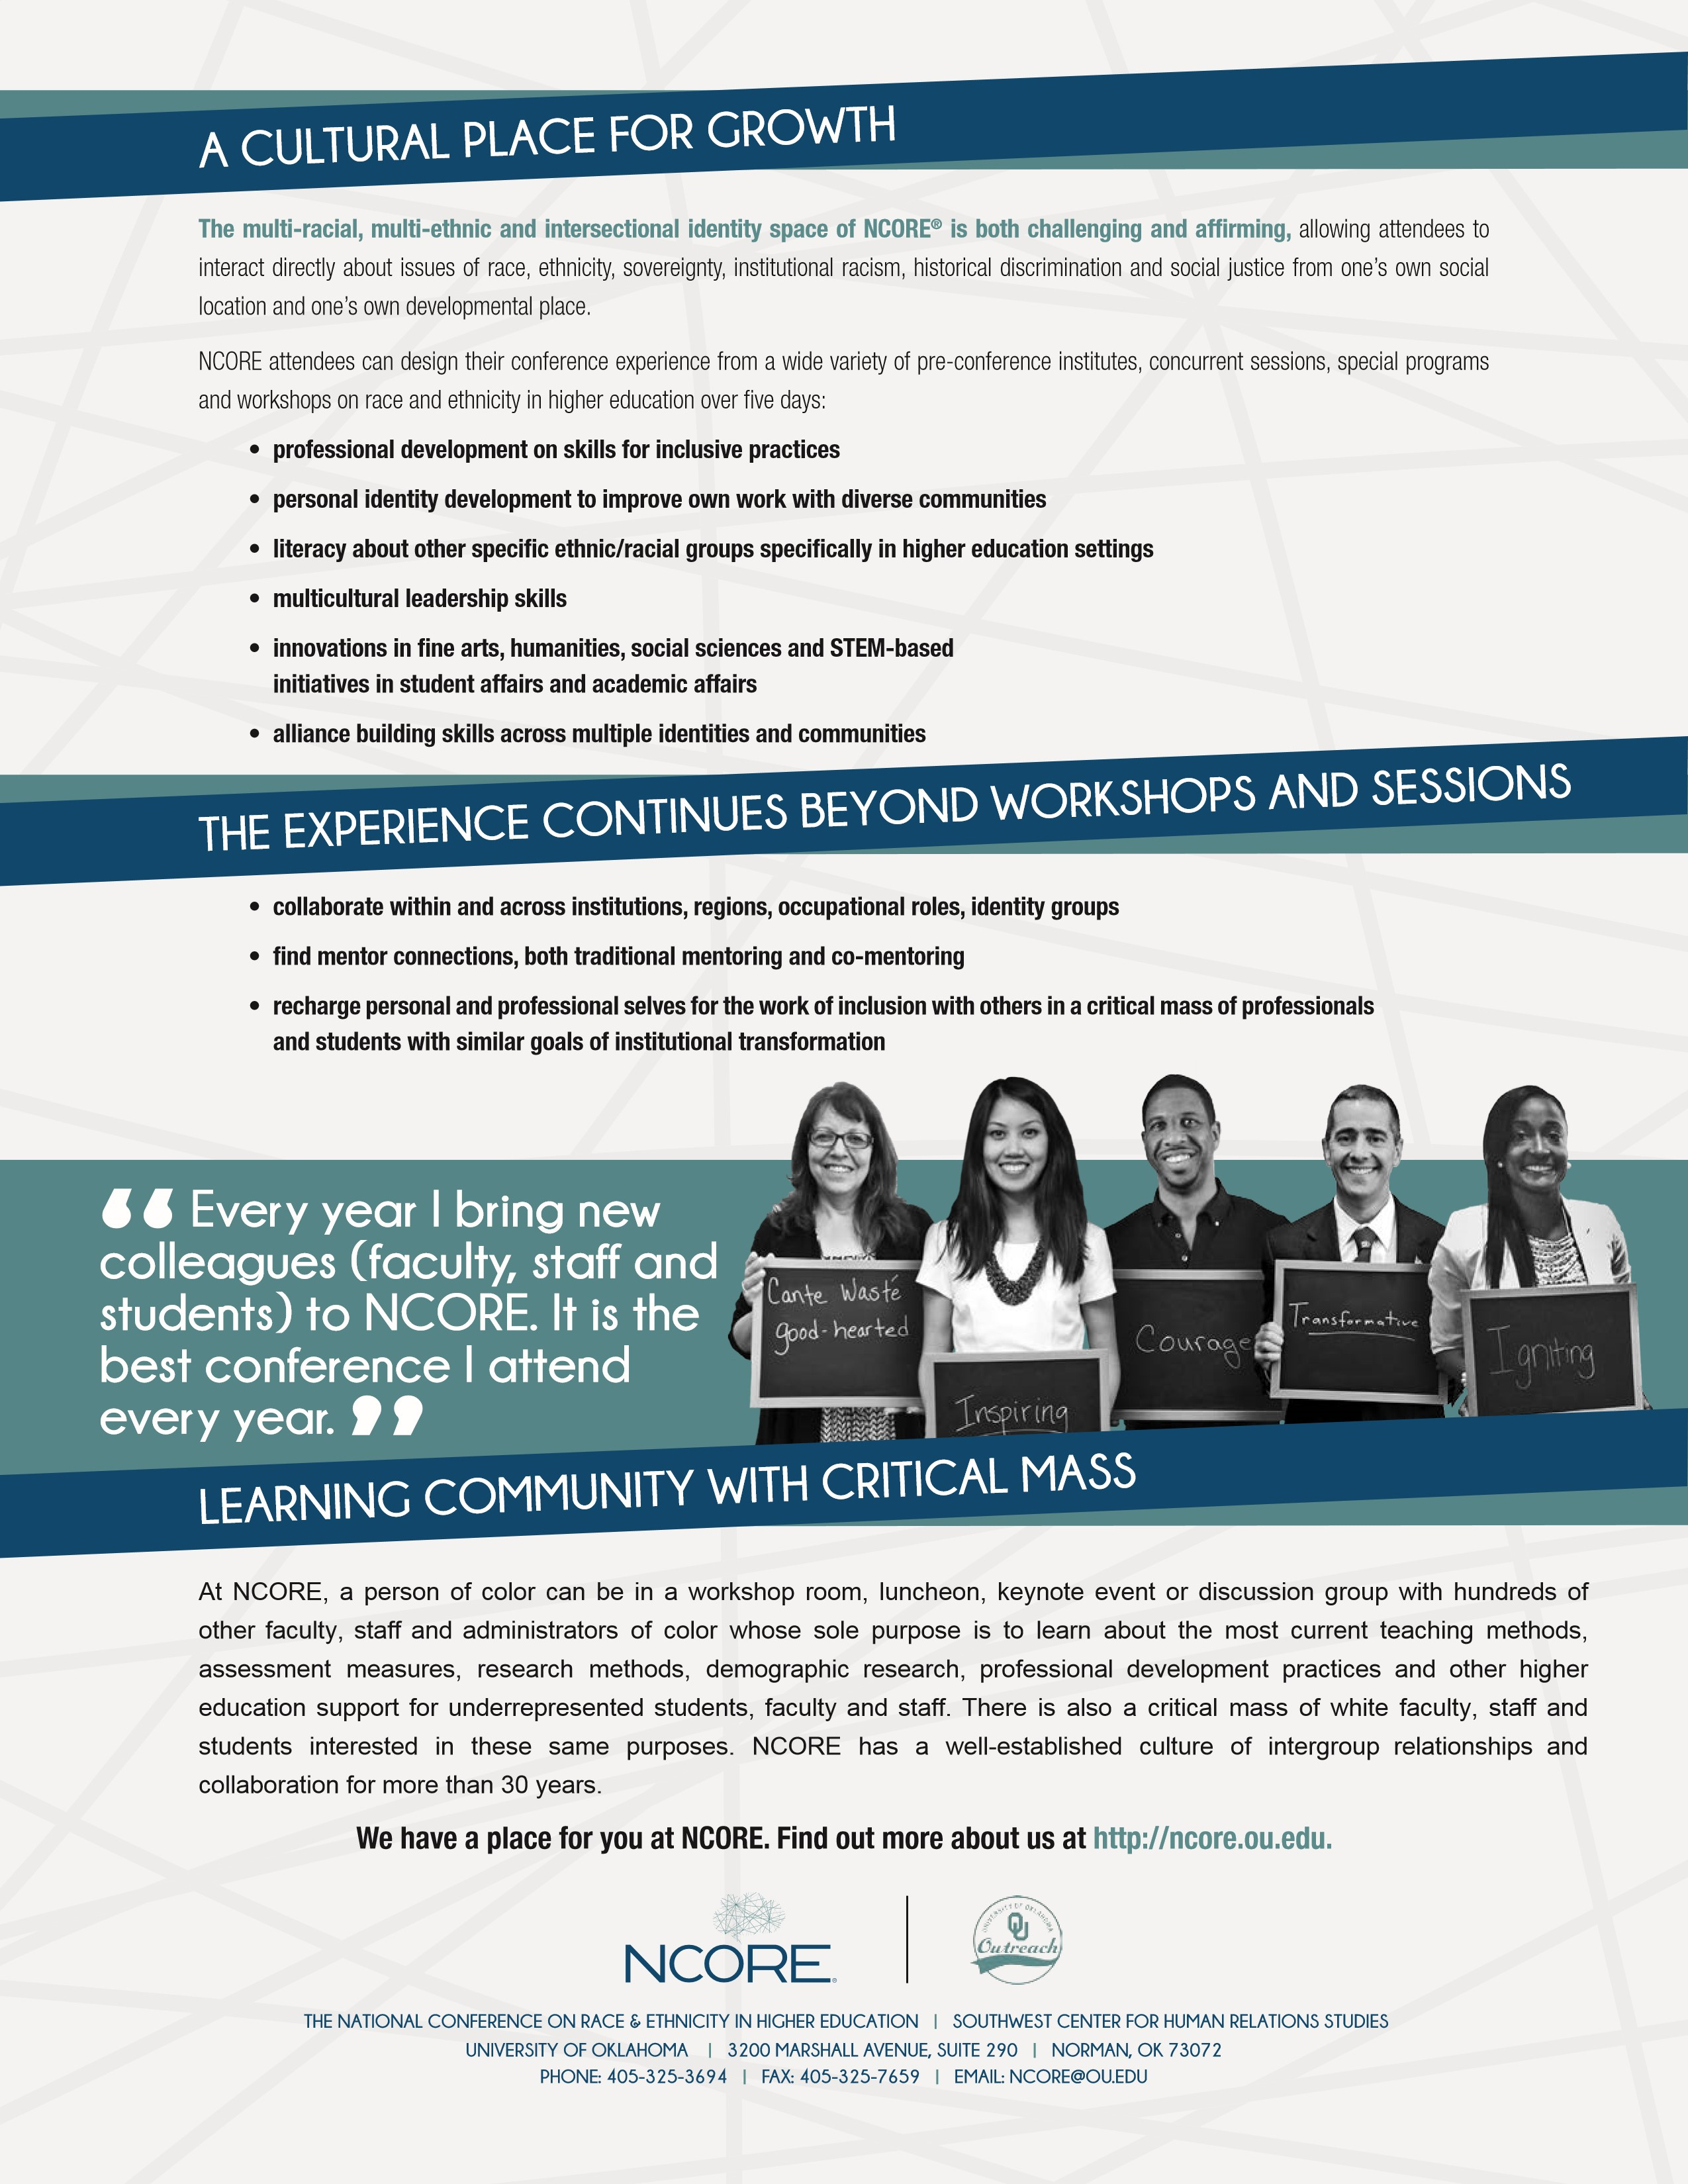 A CULTURAL PLACE FOR GROWTH
The multi-racial, multi-ethnic and intersectional identity space of NCORE® is both challenging and affirming, allowing attendees to
interact directly about issues of race, ethnicity, sovereignty, institutional racism, historical discrimination and social justice from one’s own social
location and one’s own developmental place.
NCORE attendees can design their conference experience from a wide variety of pre-conference institutes, concurrent sessions, special programs
and workshops on race and ethnicity in higher education over five days:
• professional development on skills for inclusive practices
• personal identity development to improve own work with diverse communities
• literacy about other specific ethnic/racial groups specifically in higher education settings
• multicultural leadership skills
• innovations in fine arts, humanities, social sciences and STEM-based
initiatives in student affairs and academic affairs
• alliance building skills across multiple identities and communities
THE EXPERIENCE CONTINUES BEYOND WORKSHOPS AND SESSIONS
• collaborate within and across institutions, regions, occupational roles, identity groups
• find mentor connections, both traditional mentoring and co-mentoring
• recharge personal and professional selves for the work of inclusion with others in a critical mass of professionals
and students with similar goals of institutional transformation
“ Every year I bring new
colleagues (faculty, staff and
students) to NCORE. It is the
best conference I attend
every year. ”
Cante Wasté
good-hearted
Inspiring
Courage
Transformative
Igniting
LEARNING COMMUNITY WITH CRITICAL MASS
At NCORE, a person of color can be in a workshop room, luncheon, keynote event or discussion group with hundreds of
other faculty, staff and administrators of color whose sole purpose is to learn about the most current teaching methods,
assessment measures, research methods, demographic research, professional development practices and other higher
education support for underrepresented students, faculty and staff. There is also a critical mass of white faculty, staff and
students interested in these same purposes. NCORE has a well-established culture of intergroup relationships and
collaboration for more than 30 years.
We have a place for you at NCORE. Find out more about us at http://ncore.ou.edu.
NCORE®
UNIVERSITY OF OKLAHOMA
OU
Outreach
THE NATIONAL CONFERENCE ON RACE & ETHNICITY IN HIGHER EDUCATION | SOUTHWEST CENTER FOR HUMAN RELATIONS STUDIES
UNIVERSITY OF OKLAHOMA | 3200 MARSHALL AVENUE, SUITE 290 | NORMAN, OK 73072
PHONE: 405-325-3694 | FAX: 405-325-7659 | EMAIL: NCORE@OU.EDU